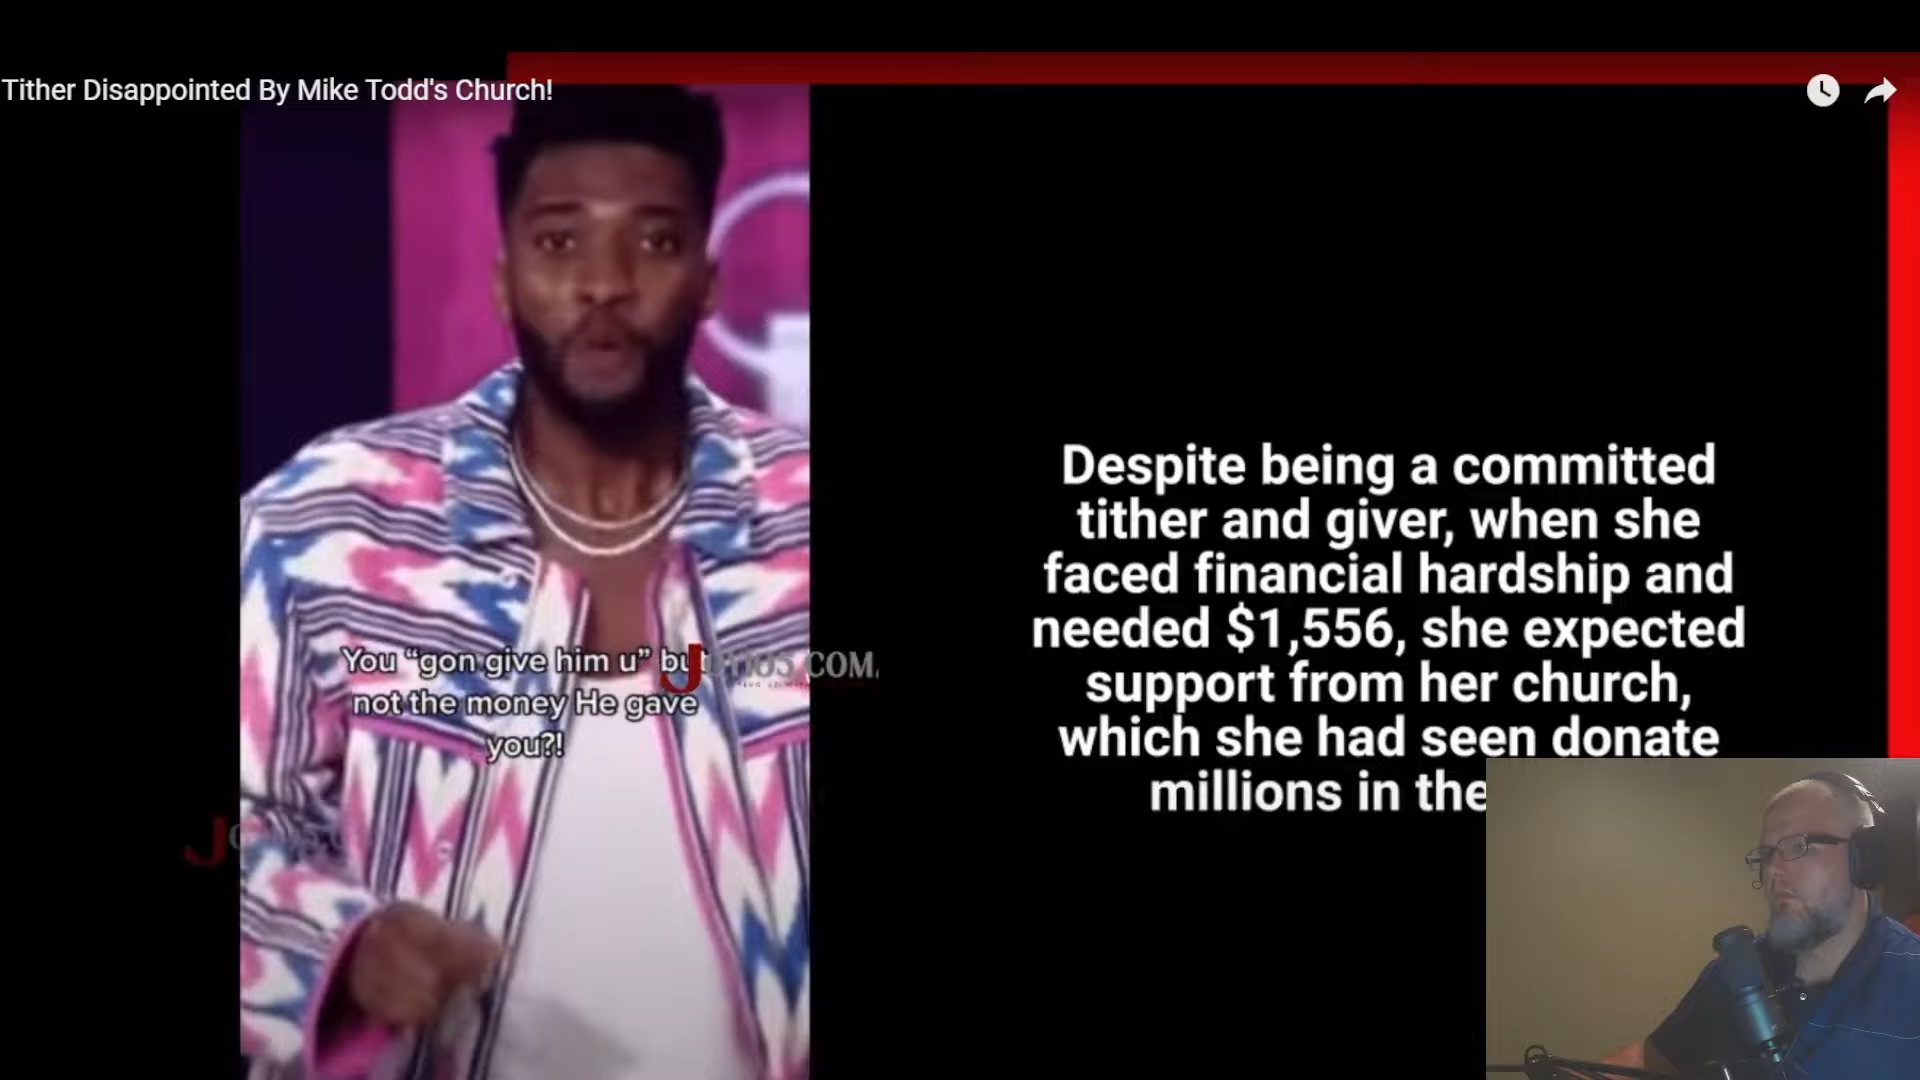 Tither Disappointed By Mike Todd's Church!
You “gon give him u” but
not the money He gave
you?!
Despite being a committed
tither and giver, when she
faced financial hardship and
needed $1,556, she expected
support from her church,
which she had seen donate
millions in the